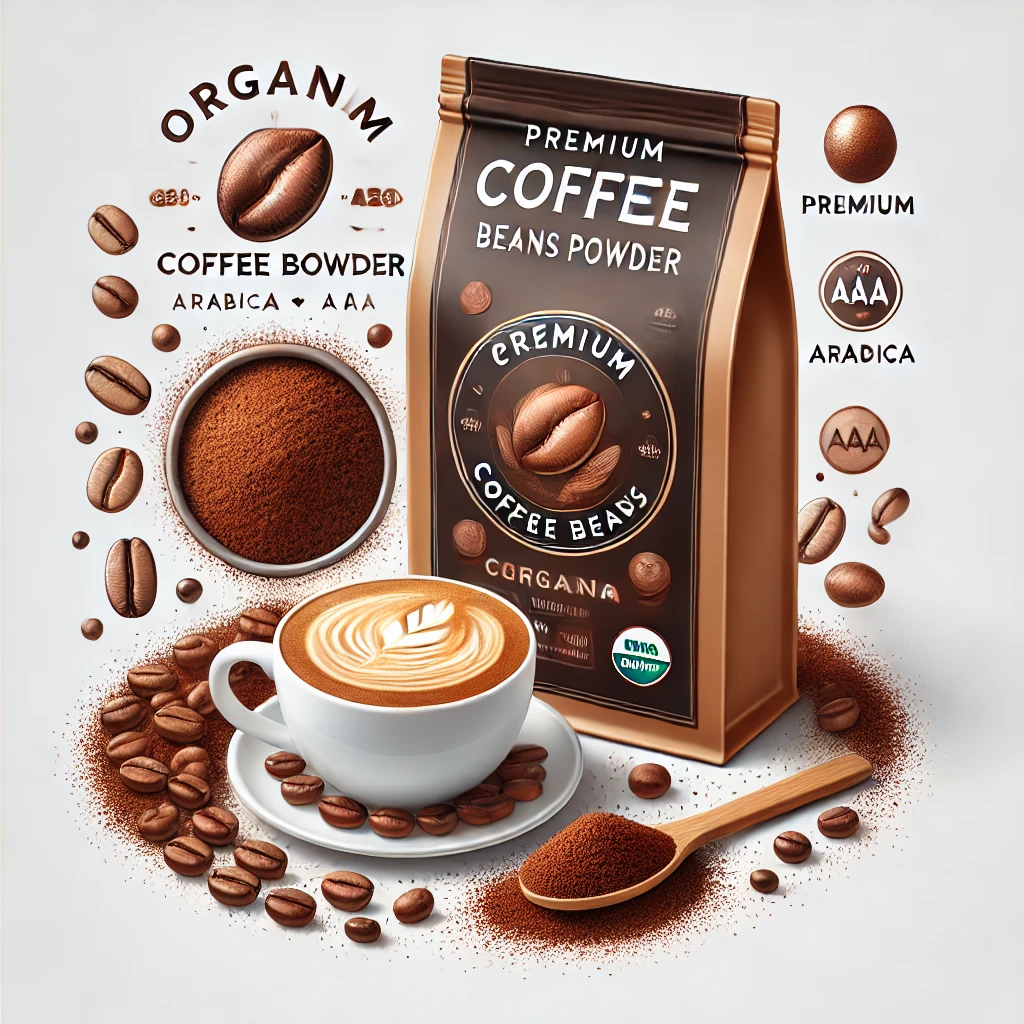 ORGANM
COFFEE BOWDER
ARABICA ♥ AAA
PREMIUM
COFFEE
BEANS POWDER
CREMIUM
COFFEE BEADS
CORGANA
PREMIUM
AAA
ARADICA
AAA